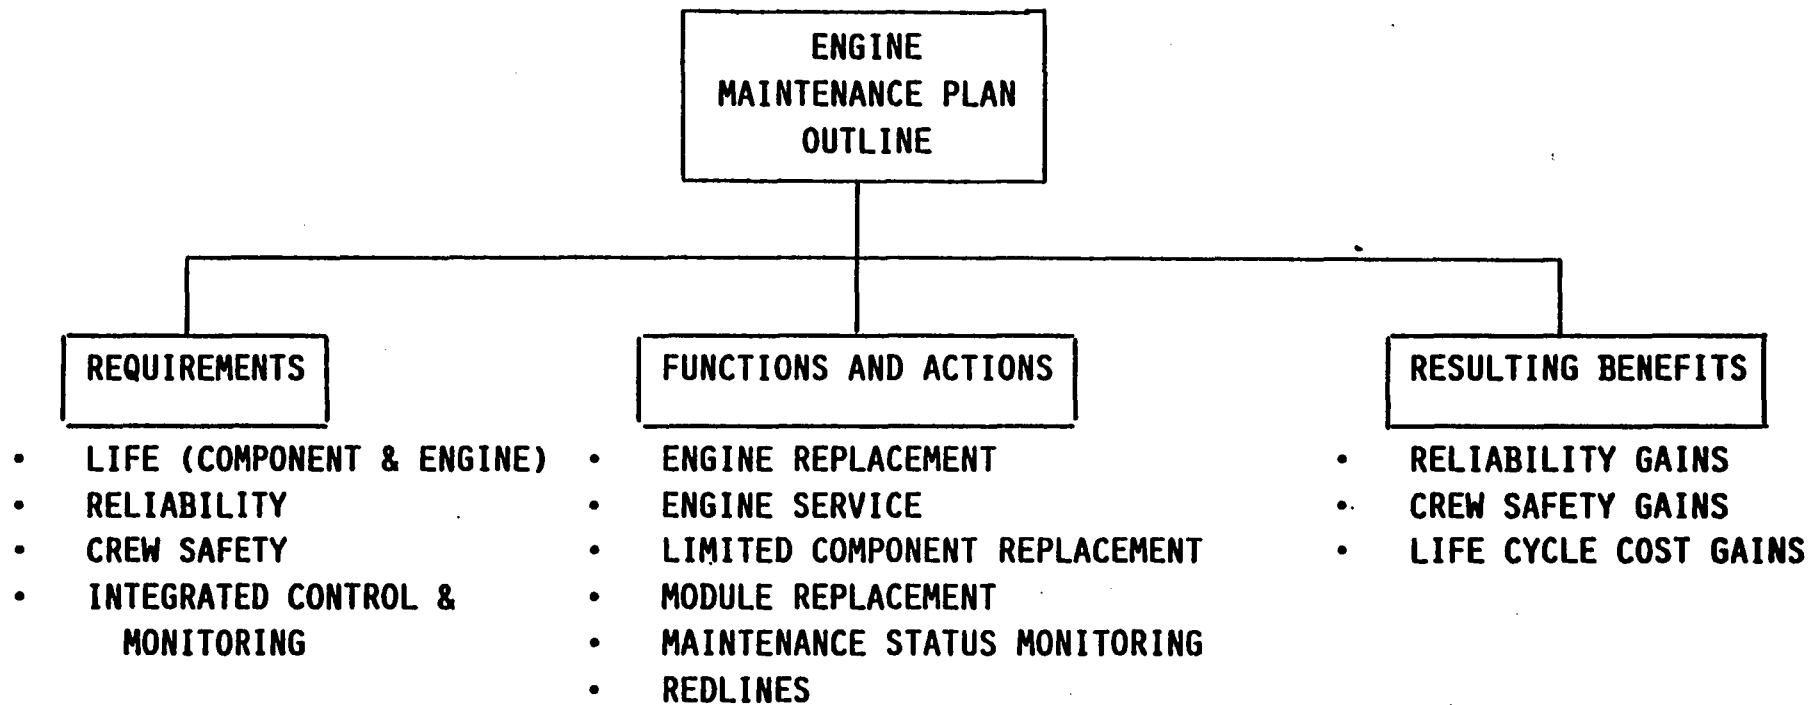 ENGINE
MAINTENANCE PLAN
OUTLINE
REQUIREMENTS
• LIFE (COMPONENT & ENGINE)
• RELIABILITY
• CREW SAFETY
• INTEGRATED CONTROL &
MONITORING
FUNCTIONS AND ACTIONS
• ENGINE REPLACEMENT
• ENGINE SERVICE
• LIMITED COMPONENT REPLACEMENT
• MODULE REPLACEMENT
• MAINTENANCE STATUS MONITORING
• REDLINES
RESULTING BENEFITS
• RELIABILITY GAINS
• CREW SAFETY GAINS
• LIFE CYCLE COST GAINS